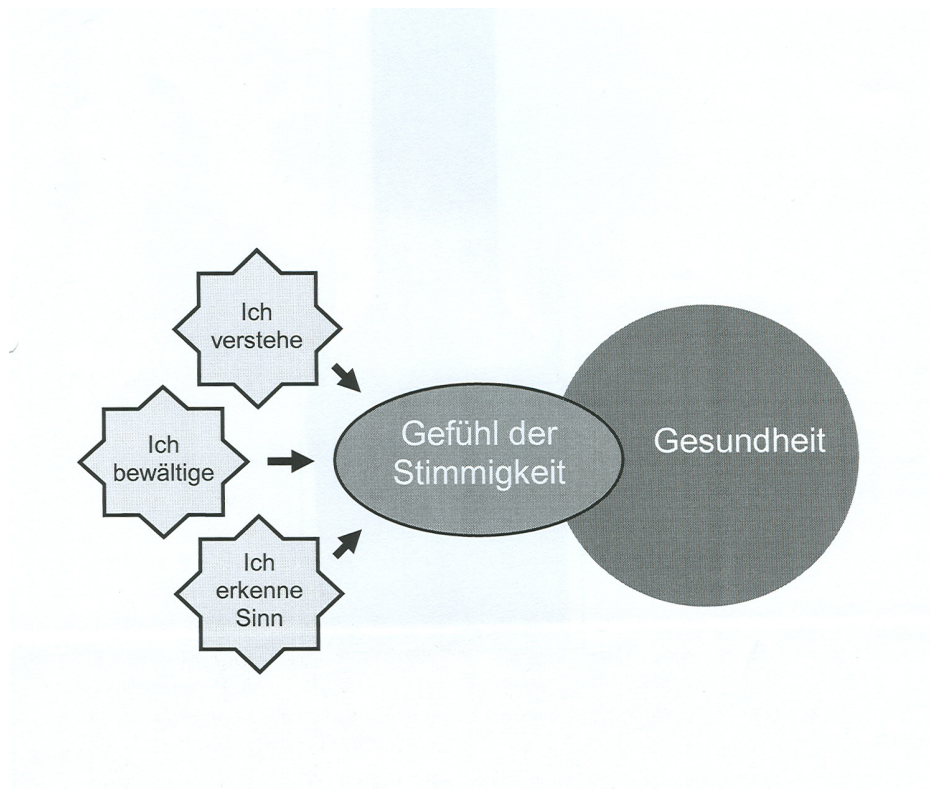 Ich
verstehe
Ich
bewältige
Ich
erkenne
Sinn
Gefühl der
Stimmigkeit
Gesundheit